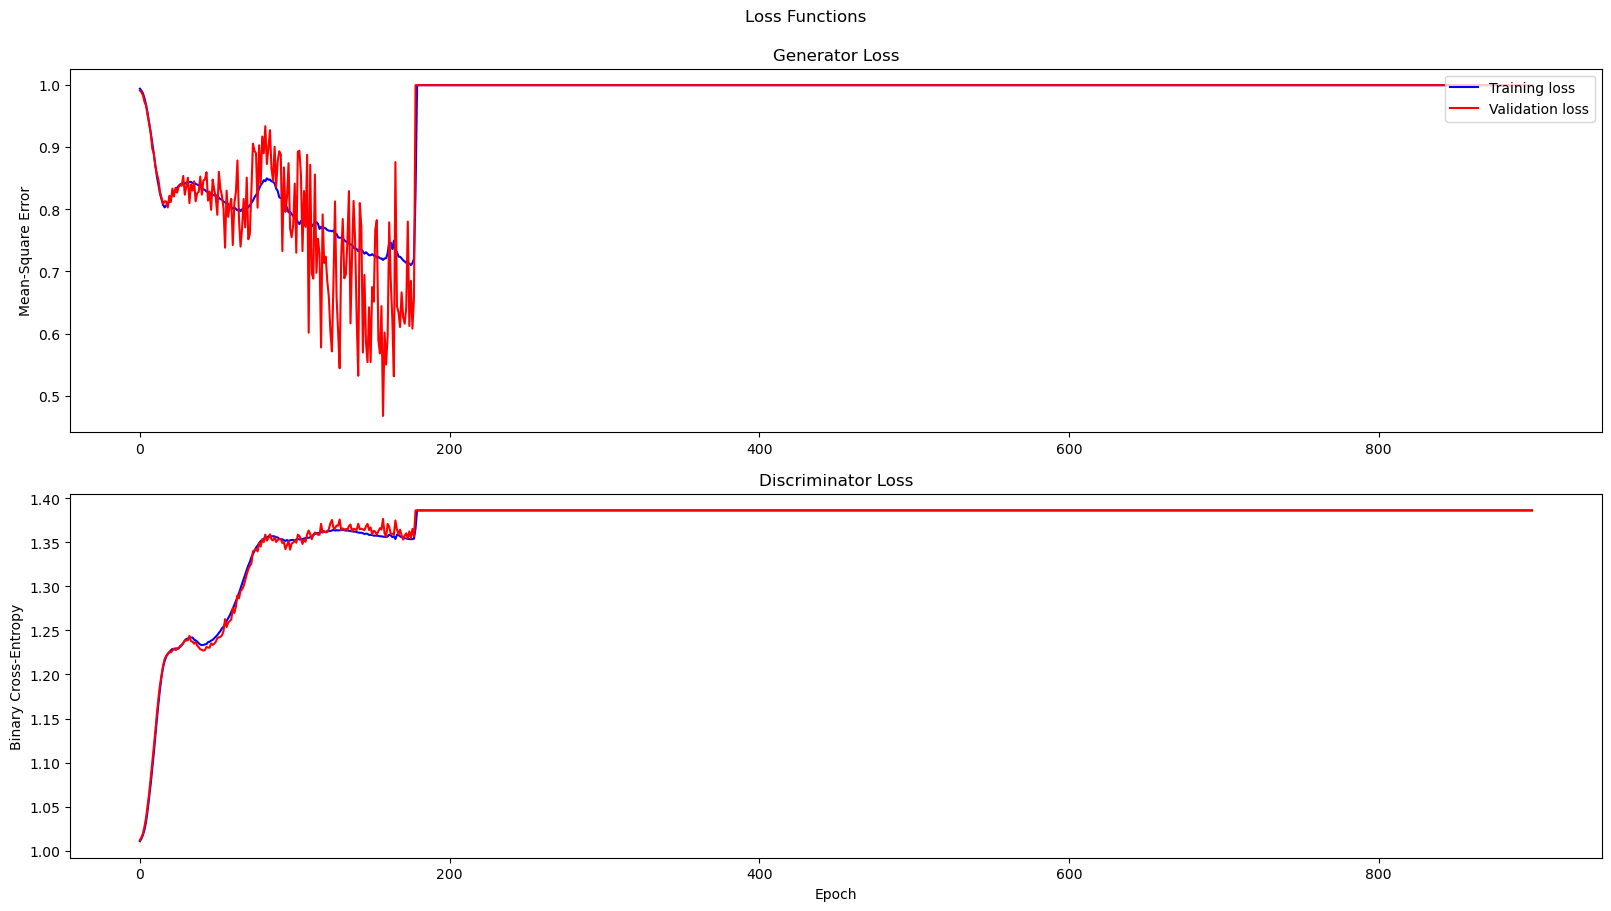 Loss Functions
Generator Loss
Mean-Square Error
1.0
0.9
0.8
0.7
0.6
0.5
0 200 400 600 800
Training loss
Validation loss
Discriminator Loss
Binary Cross-Entropy
1.40
1.35
1.30
1.25
1.20
1.15
1.10
1.05
1.00
0 200 400 600 800
Epoch